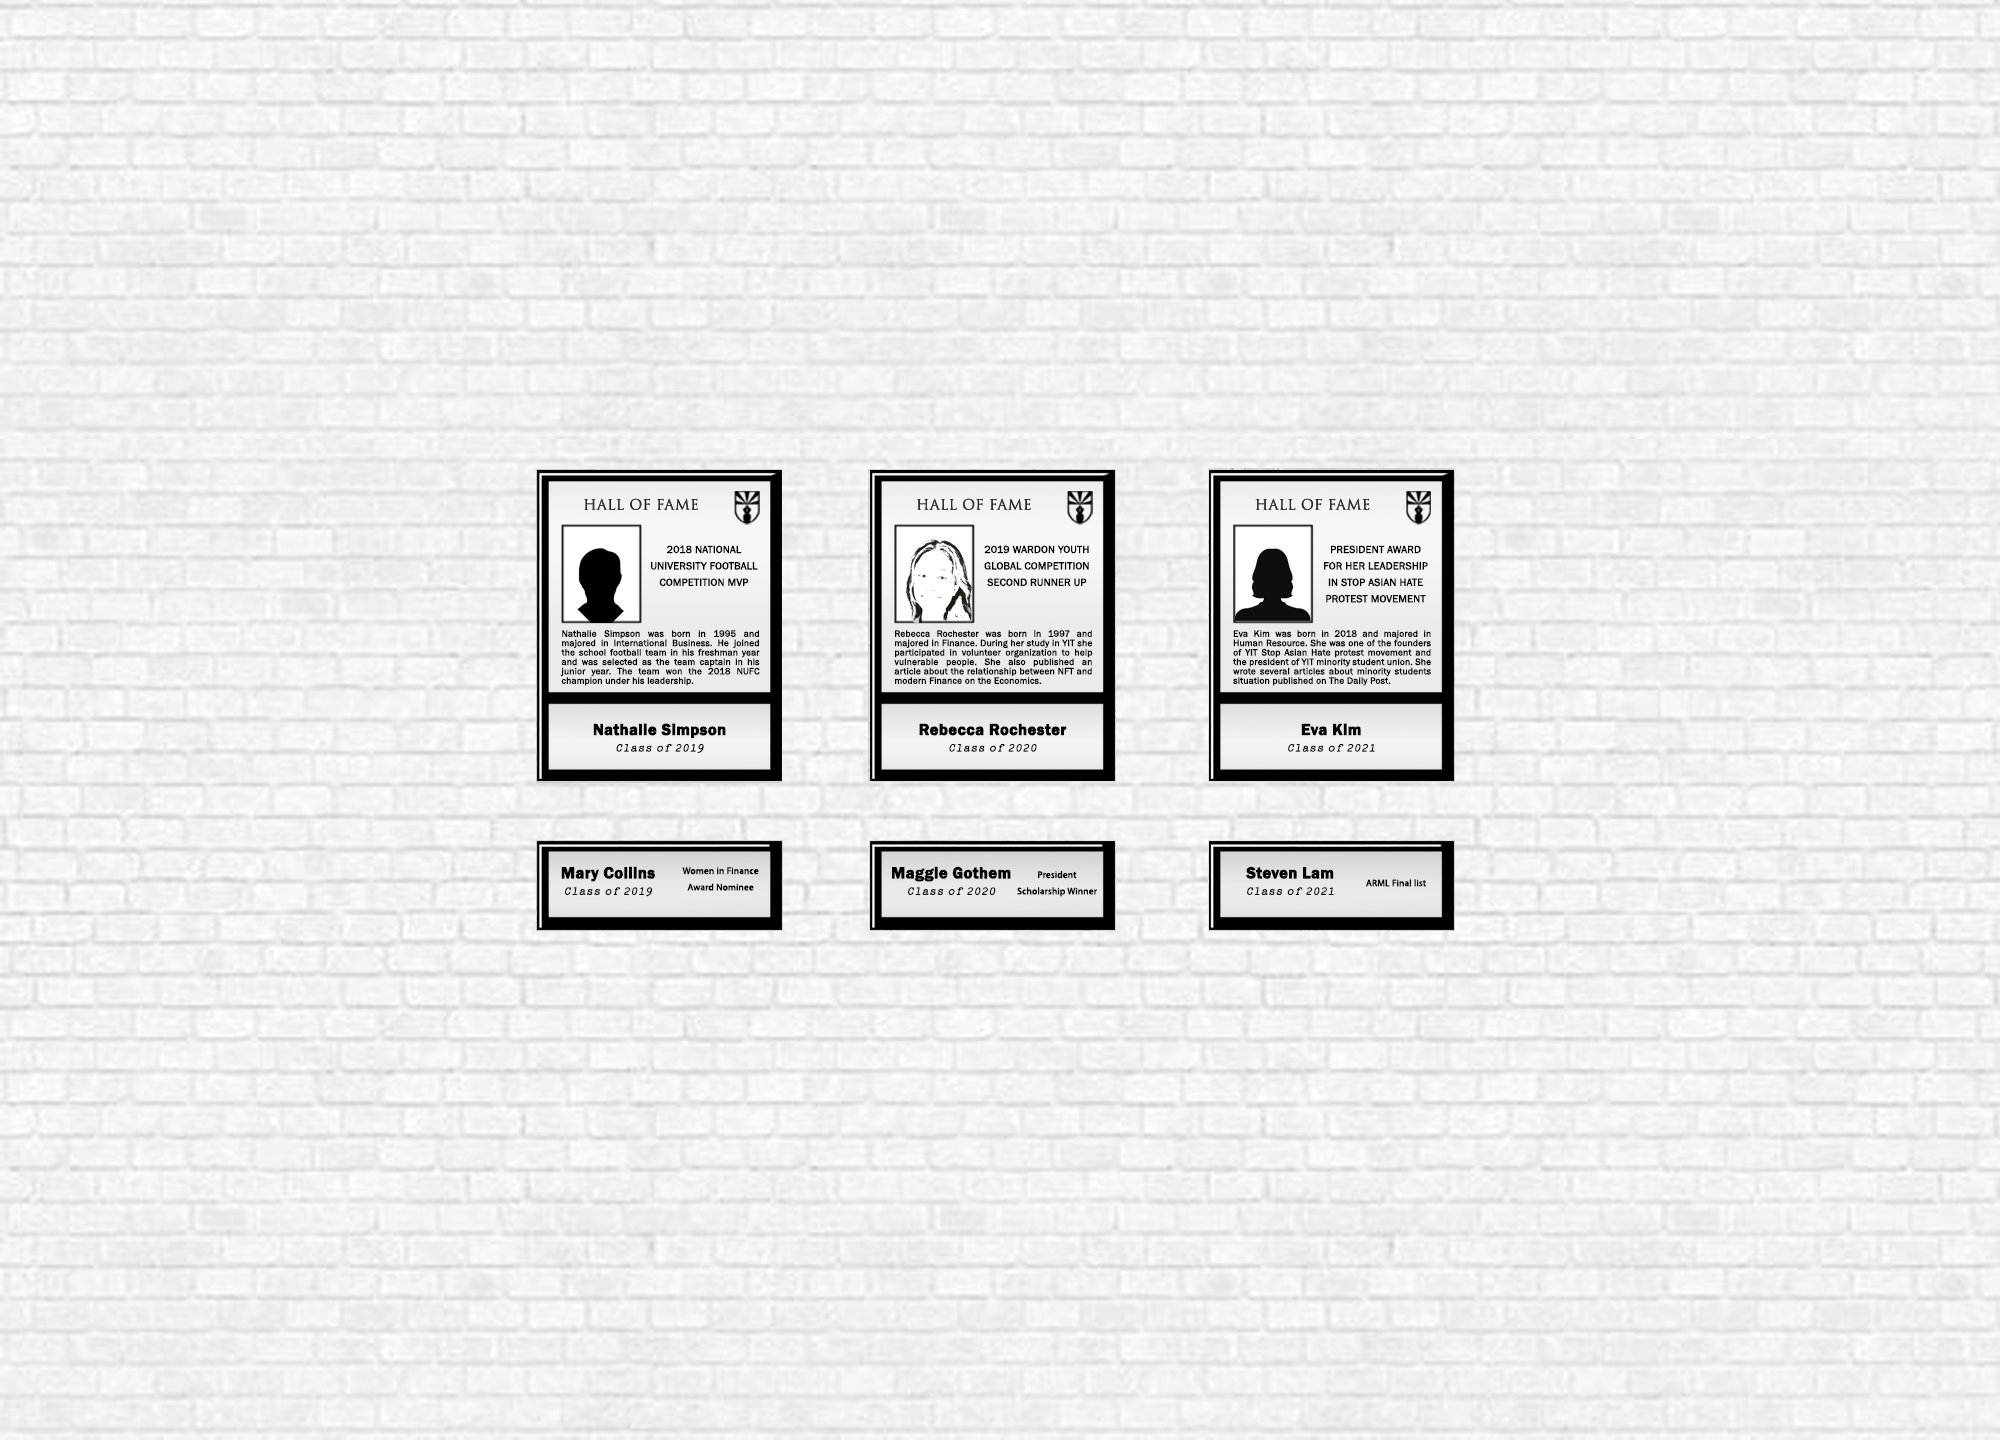 HALL OF FAME
2018 NATIONAL
UNIVERSITY FOOTBALL
COMPETITION MVP
Nathalie Simpson was born in 1995 and
majored in International Business. He joined
the school football team in his freshman year
and was selected as the team captain in his
junior year. The team won the 2018 NUFC
champion under his leadership.
Nathalie Simpson
Class of 2019
HALL OF FAME
2019 WARDON YOUTH
GLOBAL COMPETITION
SECOND RUNNER UP
Rebecca Rochester was born in 1997 and
majored in Finance. During her study in YIT she
participated in volunteer organization to help
vulnerable people. She also published an
article about the relationship between NFT and
modern Finance on the Economics.
Rebecca Rochester
Class of 2020
HALL OF FAME
PRESIDENT AWARD
FOR HER LEADERSHIP
IN STOP ASIAN HATE
PROTEST MOVEMENT
Eva Kim was born in 2018 and majored in
Human Resource. She was one of the founders
of YIT Stop Asian Hate protest movement and
the president of YIT minority student union. She
wrote several articles about minority students
situation published on The Daily Post.
Eva Kim
Class of 2021
Mary Collins
Class of 2019
Women in Finance
Award Nominee
Maggie Gothem
Class of 2020
President
Scholarship Winner
Steven Lam
Class of 2021
ARML Final list